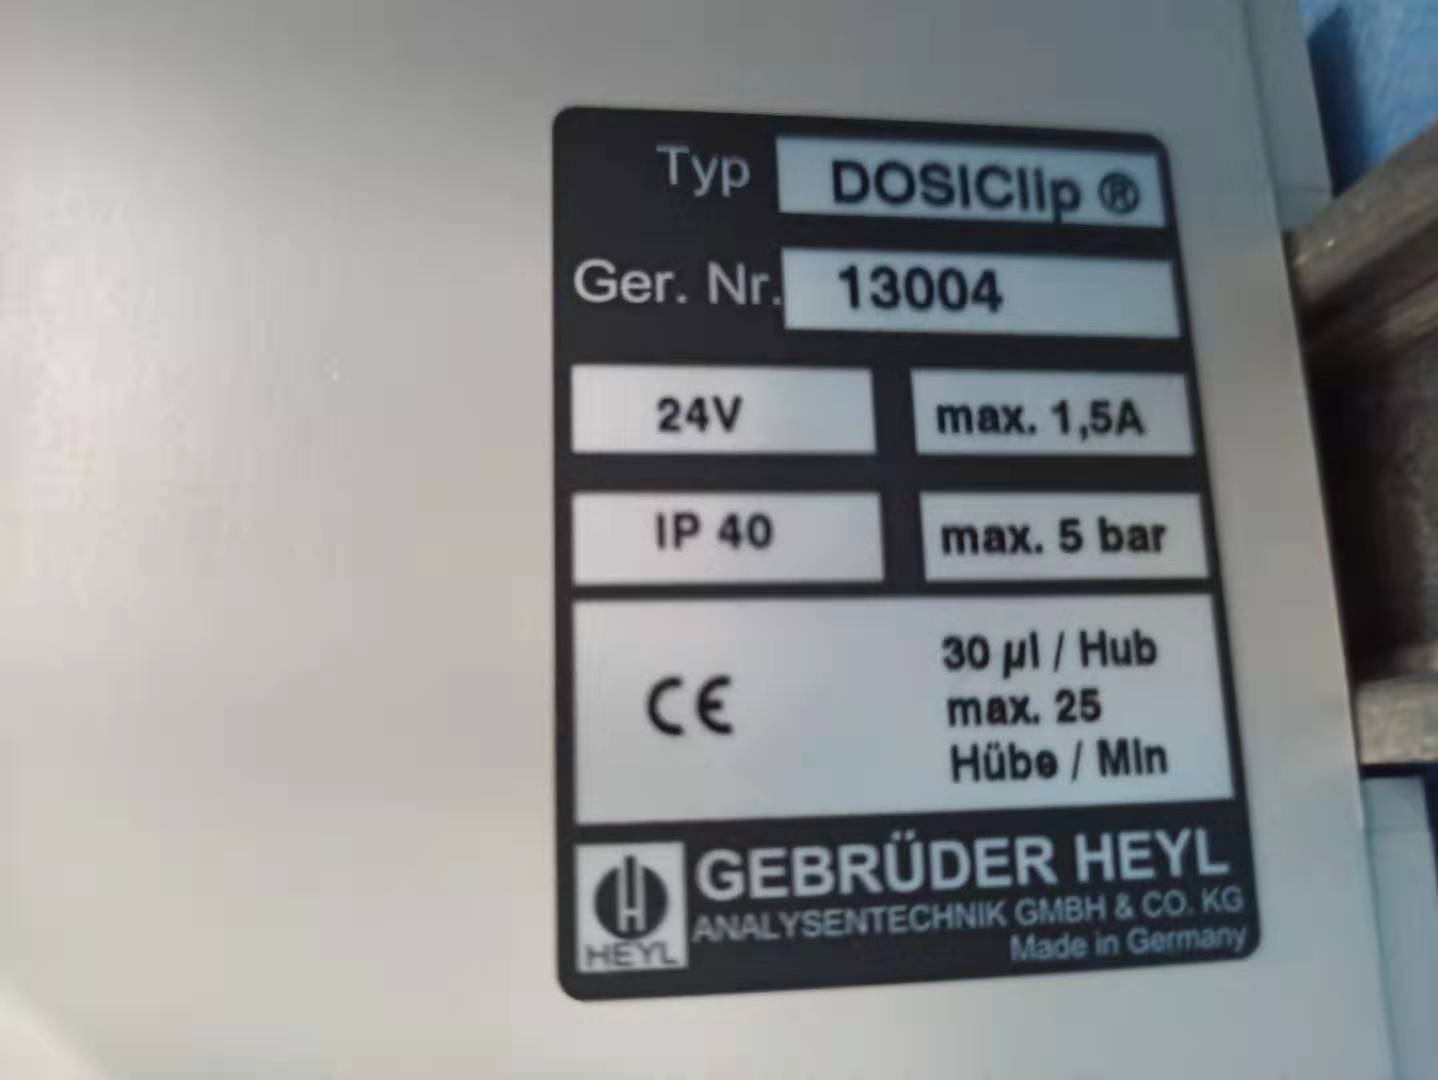 Typ DOSIClip ®
Ger. Nr. 13004
24V max. 1,5A
IP 40 max. 5 bar
CE 30 µl / Hub
max. 25
Hübe / Min
GEBRÜDER HEYL
ANALYSENTECHNIK GMBH & CO. KG
HEYL Made in Germany